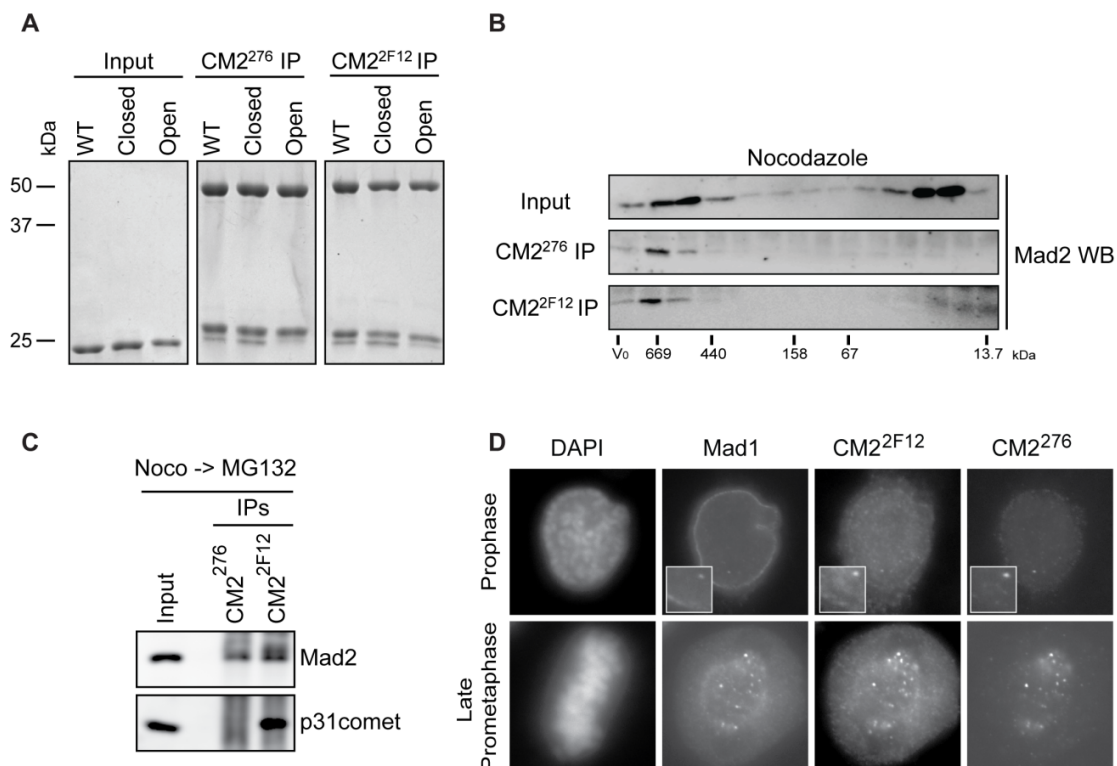 A
Input
CM2²⁷⁶ IP
CM2²ᶠ¹² IP
kDa
WT
Closed
Open
WT
Closed
Open
WT
Closed
Open
50
37
25
B
Nocodazole
Input
CM2²⁷⁶ IP
CM2²ᶠ¹² IP
Mad2 WB
V₀ 669 440 158 67 13.7 kDa
C
Noco -> MG132
IPs
Input
CM2²⁷⁶
CM2²ᶠ¹²
Mad2
p31comet
D
DAPI Mad1 CM2²ᶠ¹² CM2²⁷⁶
Prophase
Late
Prometaphase